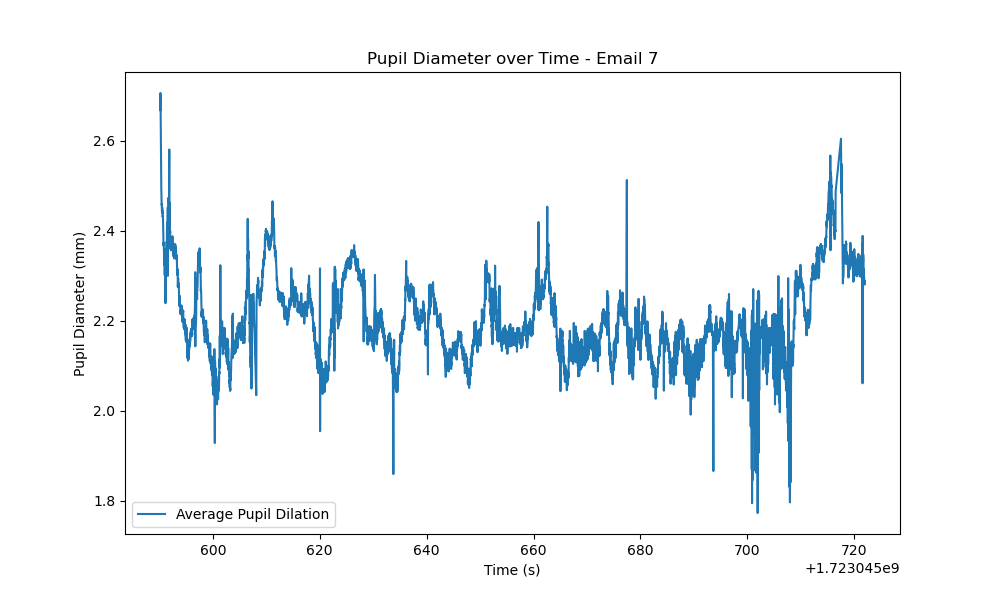 Pupil Diameter over Time - Email 7
Pupil Diameter (mm)
2.6
2.4
2.2
2.0
1.8
Average Pupil Dilation
600 620 640 660 680 700 720
Time (s)
+1.723045e9